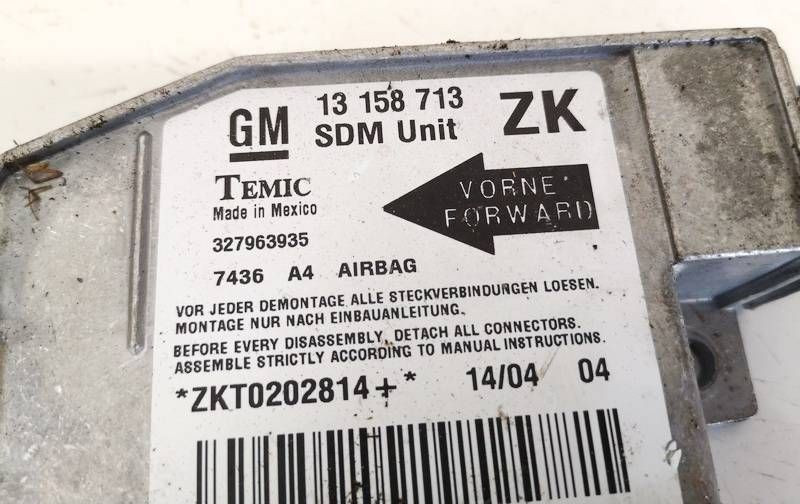 GM 13 158 713 ZK
SDM Unit
TEMIC
Made in Mexico
VORNE
FORWARD
327963935
7436 A4 AIRBAG
VOR JEDER DEMONTAGE ALLE STECKVERBINDUNGEN LOESEN.
MONTAGE NUR NACH EINBAUANLEITUNG.
BEFORE EVERY DISASSEMBLY, DETACH ALL CONNECTORS.
ASSEMBLE STRICTLY ACCORDING TO MANUAL INSTRUCTIONS.
*ZKT0202814+* 14/04 04